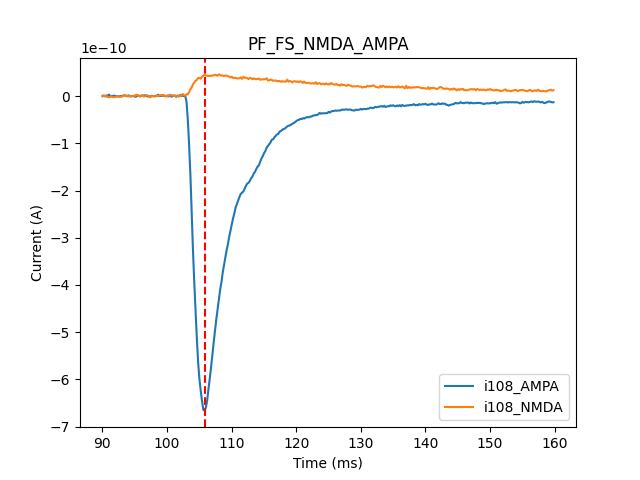 PF_FS_NMDA_AMPA
1e−10
0
−1
−2
−3
−4
−5
−6
−7
Current (A)
90 100 110 120 130 140 150 160
Time (ms)
i108_AMPA
i108_NMDA